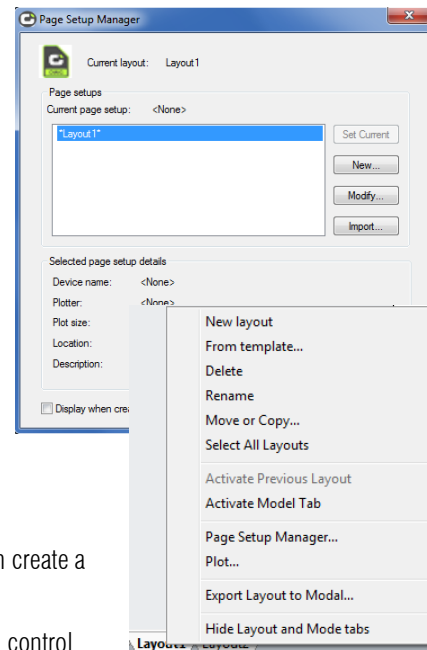 Page Setup Manager
Current layout: Layout1
Page setups
Current page setup: <None>
"Layout1"
Set Current
New...
Modify...
Import...
Selected page setup details
Device name: <None>
Plotter: <None>
Plot size:
Location:
Description:
Display when
New layout
From template...
Delete
Rename
Move or Copy...
Select All Layouts
Activate Previous Layout
Activate Model Tab
Page Setup Manager...
Plot...
Export Layout to Modal...
Hide Layout and Mode tabs
create a
control
Layout1 Layout2